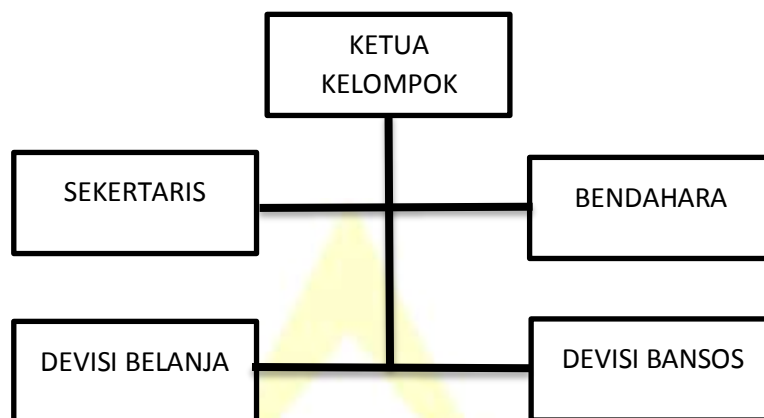 KETUA
KELOMPOK
SEKERTARIS
BENDAHARA
DEVISI BELANJA
DEVISI BANSOS